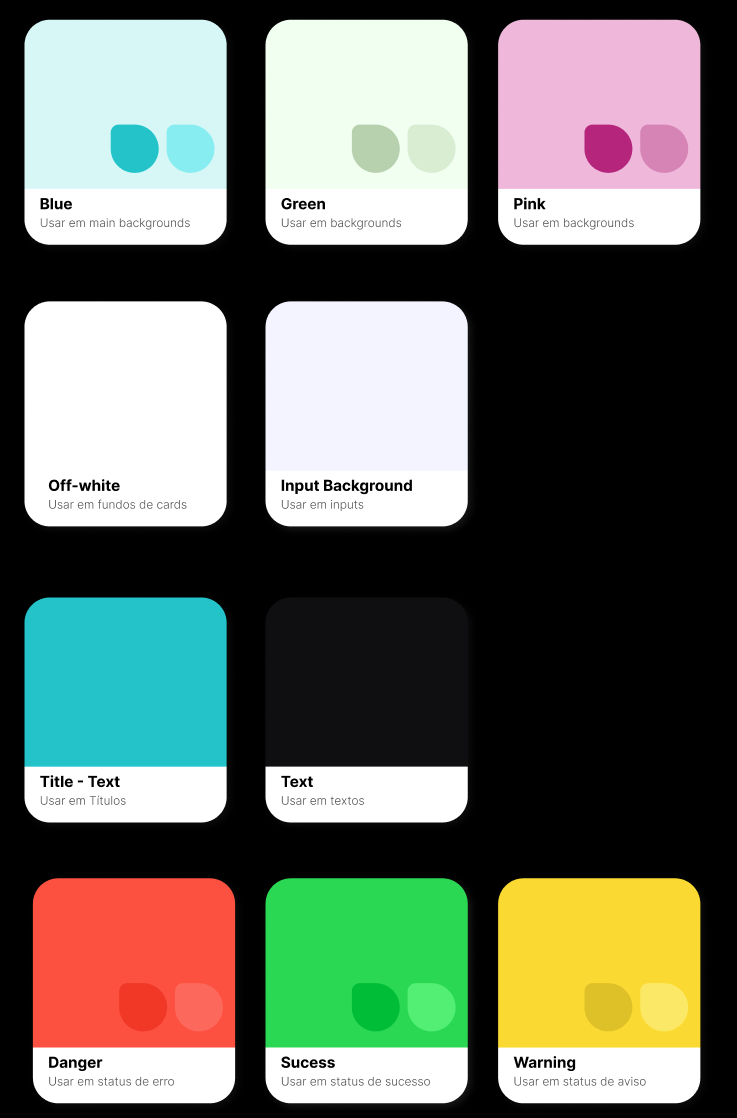 Blue
Usar em main backgrounds
Green
Usar em backgrounds
Pink
Usar em backgrounds
Off-white
Usar em fundos de cards
Input Background
Usar em inputs
Title - Text
Usar em Títulos
Text
Usar em textos
Danger
Usar em status de erro
Sucess
Usar em status de sucesso
Warning
Usar em status de aviso